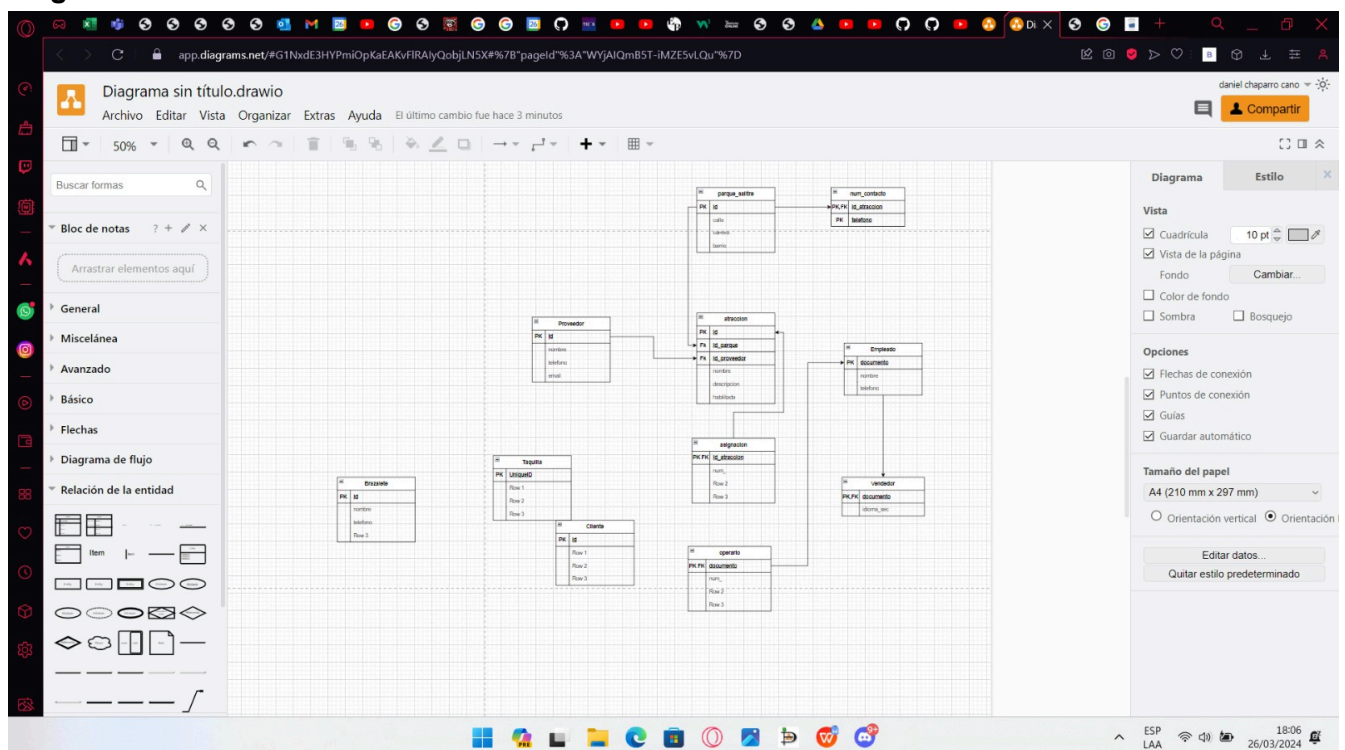 app.diagrams.net/#G1NxdE3HYPmiOpKaEAKvFlRAlyQobjLN5X#%7B"pageId"%3A"WYjAIQmB5T-iMZE5vLQu"%7D
Diagrama sin título.drawio
daniel chaparro cano
Archivo Editar Vista Organizar Extras Ayuda El último cambio fue hace 3 minutos
Compartir
50%
Buscar formas
Bloc de notas
Arrastrar elementos aquí
General
Miscelánea
Avanzado
Básico
Flechas
Diagrama de flujo
Relación de la entidad
Item
parque_salitre
PK id
calle
barrio
num_contacto
PK,FK id_atraccion
PK telefono
Proveedor
PK id
nombre
telefono
email
atraccion
PK id
Fk id_parque
Fk id_proveedor
nombre
descripcion
habilitada
Empleado
PK documento
nombre
telefono
asignacion
PK FK id_atraccion
num_
Row 2
Row 3
Vendedor
PK,FK documento
idioma_sec
Taquilla
PK UniqueID
Row 1
Row 2
Row 3
Brazalete
PK id
nombre
telefono
Row 3
Cliente
PK id
Row 1
Row 2
Row 3
operario
PK FK documento
num_
Row 2
Row 3
Diagrama Estilo
Vista
Cuadrícula 10 pt
Vista de la página
Fondo Cambiar...
Color de fondo
Sombra Bosquejo
Opciones
Flechas de conexión
Puntos de conexión
Guías
Guardar automático
Tamaño del papel
A4 (210 mm x 297 mm)
Orientación vertical Orientación
Editar datos...
Quitar estilo predeterminado
ESP
LAA
18:06
26/03/2024